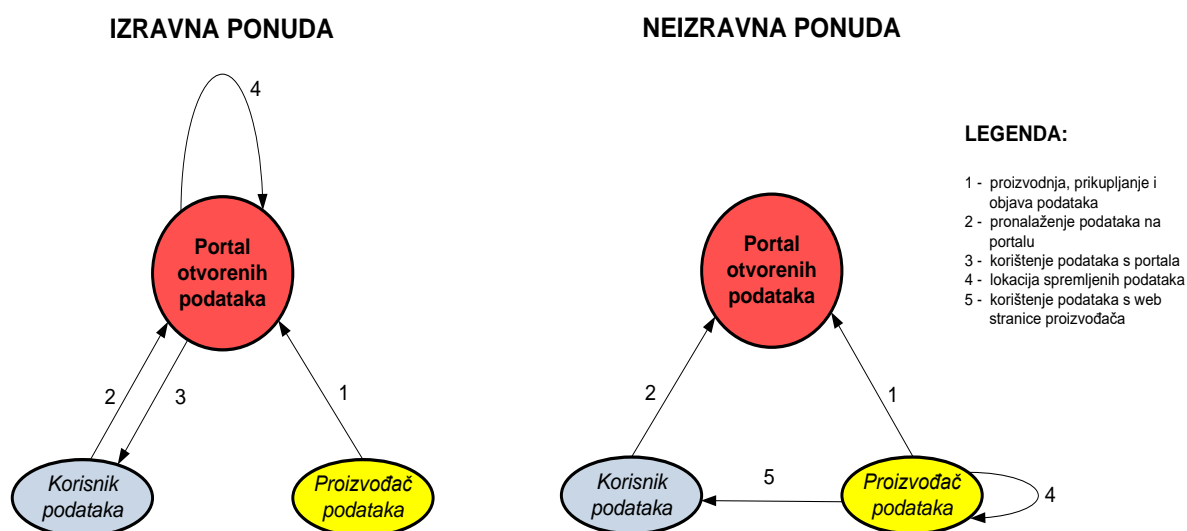 IZRAVNA PONUDA
4
Portal
otvorenih
podataka
2
3
1
Korisnik
podataka
Proizvođač
podataka
NEIZRAVNA PONUDA
Portal
otvorenih
podataka
2
1
Korisnik
podataka
5
Proizvođač
podataka
4
LEGENDA:
1 - proizvodnja, prikupljanje i
objava podataka
2 - pronalaženje podataka na
portalu
3 - korištenje podataka s portala
4 - lokacija spremljenih podataka
5 - korištenje podataka s web
stranice proizvođača